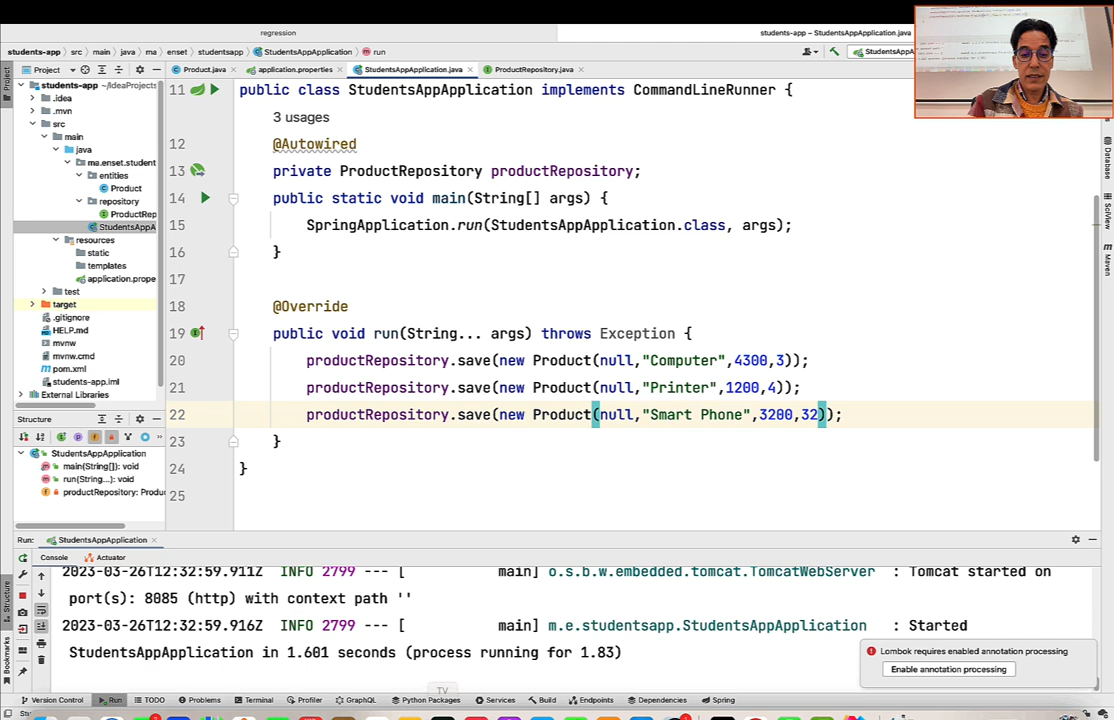 regression
students-app – StudentsAppApplication.java
students-app
src
main
java
ma
enset
studentsapp
StudentsAppApplication
run
StudentsApp
Project
Product.java
application.properties
StudentsAppApplication.java
ProductRepository.java
students-app ~/IdeaProjects
.idea
.mvn
src
main
java
ma.enset.student
entities
Product
repository
ProductRep
StudentsAppA
resources
static
templates
application.prope
test
target
.gitignore
HELP.md
mvnw
mvnw.cmd
pom.xml
students-app.iml
External Libraries
Structure
StudentsAppApplication
main(String[]): void
run(String...): void
productRepository: Produc
11 public class StudentsAppApplication implements CommandLineRunner {
3 usages
12 @Autowired
13 private ProductRepository productRepository;
14 public static void main(String[] args) {
15 SpringApplication.run(StudentsAppApplication.class, args);
16 }
17
18 @Override
19 public void run(String... args) throws Exception {
20 productRepository.save(new Product(null,"Computer",4300,3));
21 productRepository.save(new Product(null,"Printer",1200,4));
22 productRepository.save(new Product(null,"Smart Phone",3200,32));
23 }
24 }
25
Project
Structure
Bookmarks
Database
SciView
Maven
Run: StudentsAppApplication
Console
Actuator
2023-03-26T12:32:59.911Z INFO 2799 --- [ main] o.s.b.w.embedded.tomcat.TomcatWebServer : Tomcat started on
port(s): 8085 (http) with context path ''
2023-03-26T12:32:59.916Z INFO 2799 --- [ main] m.e.studentsapp.StudentsAppApplication : Started
StudentsAppApplication in 1.601 seconds (process running for 1.83)
Lombok requires enabled annotation processing
Enable annotation processing
TV
Version Control
Run
TODO
Problems
Terminal
Profiler
GraphQL
Python Packages
Services
Build
Endpoints
Dependencies
Spring